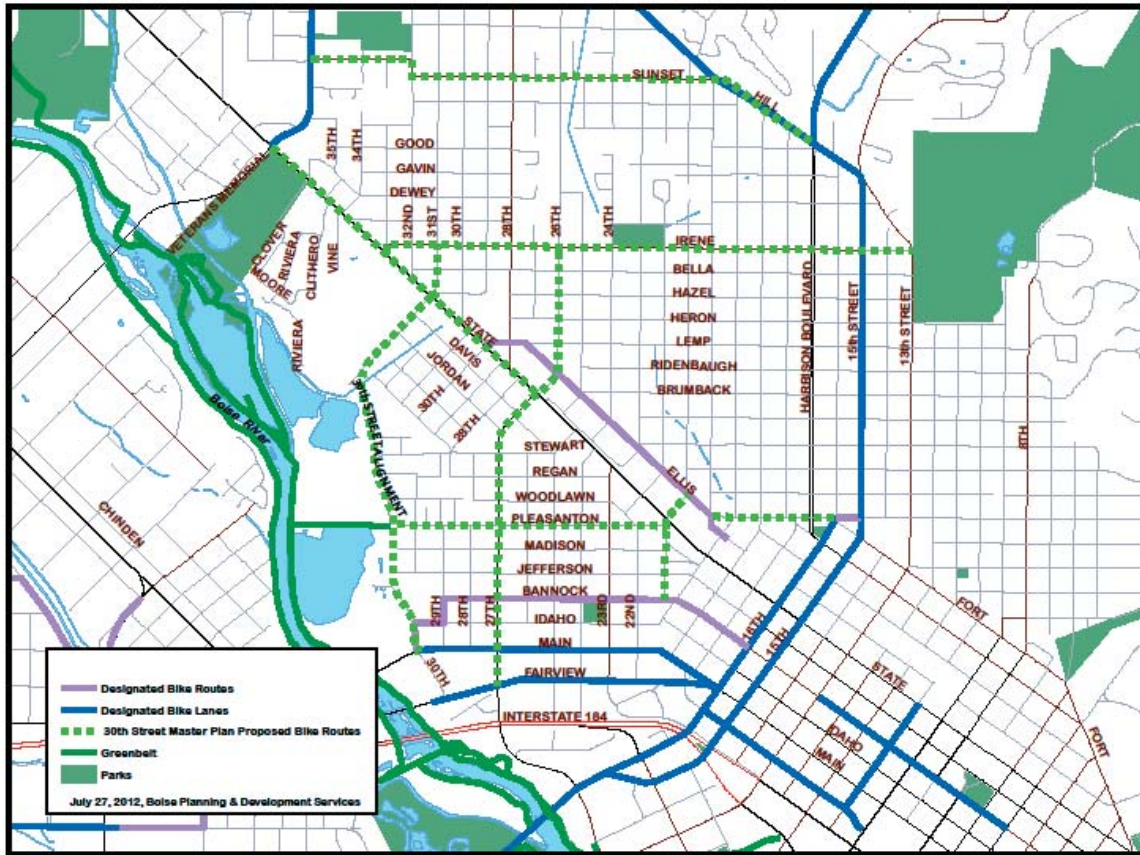 SUNSET
HILL
35TH
34TH
GOOD
GAVIN
DEWEY
VETERANS MEMORIAL
32ND
31ST
30TH
28TH
26TH
24TH
IRENE
CLOVER
RIVIERA
CLITHERO
VINE
MOORE
BELLA
HAZEL
HERON
LEMP
RIDENBAUGH
BRUMBACK
HARRISON BOULEVARD
15th STREET
13th STREET
8TH
RIVIERA
STATE
DAVIS
JORDAN
30TH
28TH
30th STREET ALIGNMENT
Boise River
STEWART
REGAN
WOODLAWN
PLEASANTON
ELLIS
CHINDEN
MADISON
JEFFERSON
BANNOCK
29TH
28TH
27TH
IDAHO
23RD
22ND
MAIN
30TH
FAIRVIEW
16TH
15TH
FORT
STATE
INTERSTATE 184
IDAHO
MAIN
FORT
Designated Bike Routes
Designated Bike Lanes
30th Street Master Plan Proposed Bike Routes
Greenbelt
Parks
July 27, 2012, Boise Planning & Development Services